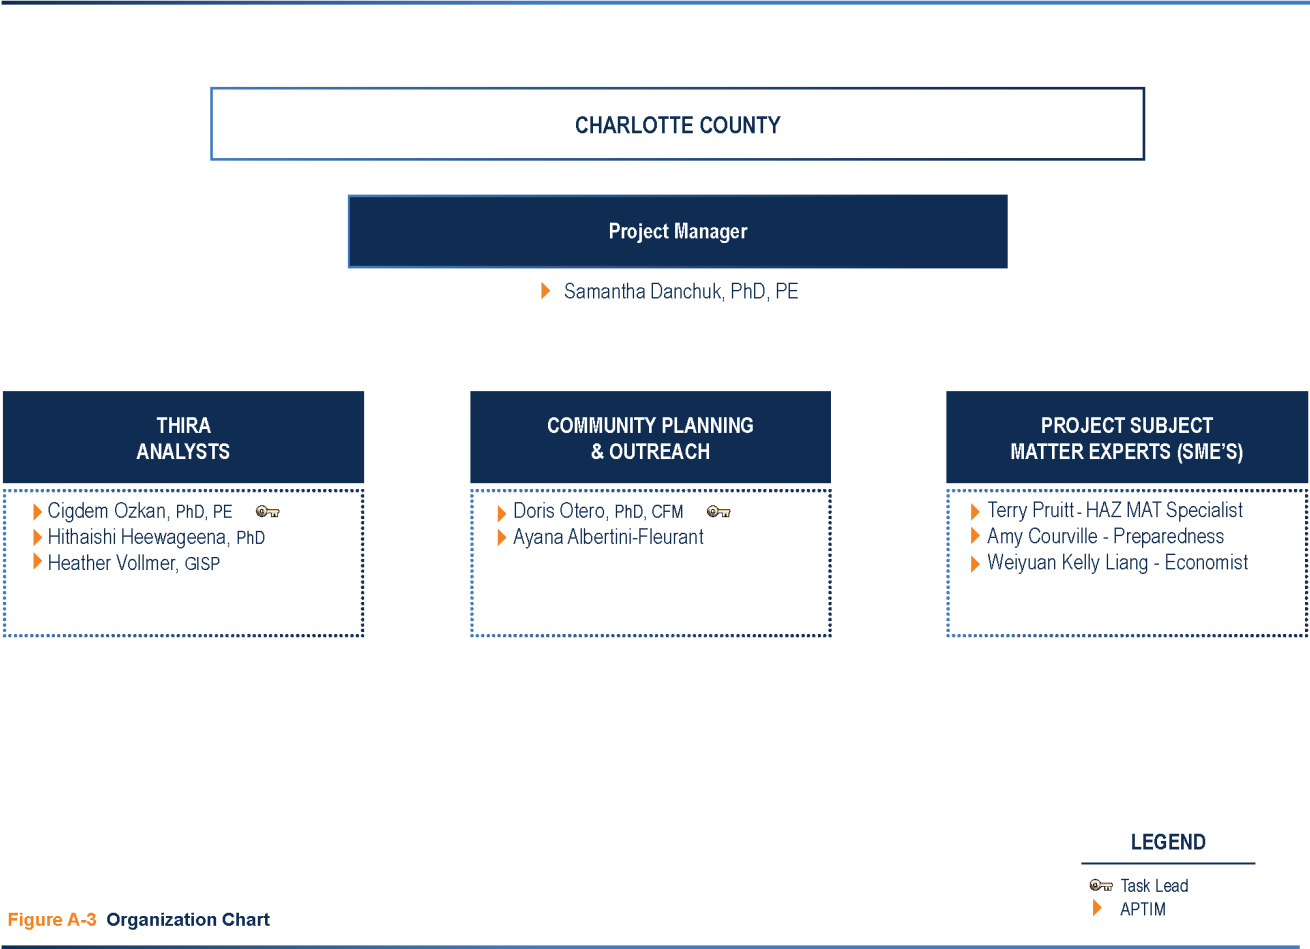 CHARLOTTE COUNTY
Project Manager
Samantha Danchuk, PhD, PE
THIRA
ANALYSTS
Cigdem Ozkan, PhD, PE
Hithaishi Heewageena, PhD
Heather Vollmer, GISP
COMMUNITY PLANNING
& OUTREACH
Doris Otero, PhD, CFM
Ayana Albertini-Fleurant
PROJECT SUBJECT
MATTER EXPERTS (SME'S)
Terry Pruitt - HAZ MAT Specialist
Amy Courville - Preparedness
Weiyuan Kelly Liang - Economist
LEGEND
Task Lead
APTIM
Figure A-3 Organization Chart